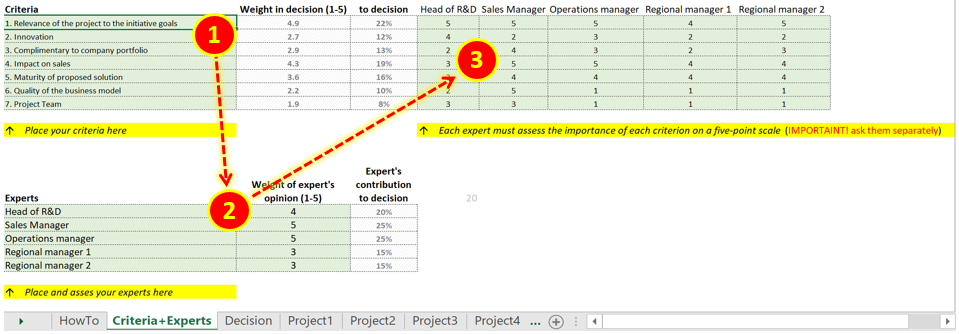 Criteria Weight in decision (1-5) to decision Head of R&D Sales Manager Operations manager Regional manager 1 Regional manager 2
1. Relevance of the project to the initiative goals 4.9 22% 5 5 5 4 5
2. Innovation 2.7 12% 4 2 3 2 2
3. Complimentary to company portfolio 2.9 13% 2 4 3 2 3
4. Impact on sales 4.3 19% 3 5 5 4 4
5. Maturity of proposed solution 3.6 16% 4 4 4 4
6. Quality of the business model 2.2 10% 2 5 1 1 1
7. Project Team 1.9 8% 3 3 1 1 1
1
3
↑ Place your criteria here
↑ Each expert must assess the importance of each criterion on a five-point scale (IMPORTAINT! ask them separately)
Experts Weight of expert's opinion (1-5) Expert's contribution to decision
20
2
Head of R&D 4 20%
Sales Manager 5 25%
Operations manager 5 25%
Regional manager 1 3 15%
Regional manager 2 3 15%
↑ Place and asses your experts here
HowTo Criteria+Experts Decision Project1 Project2 Project3 Project4 ...